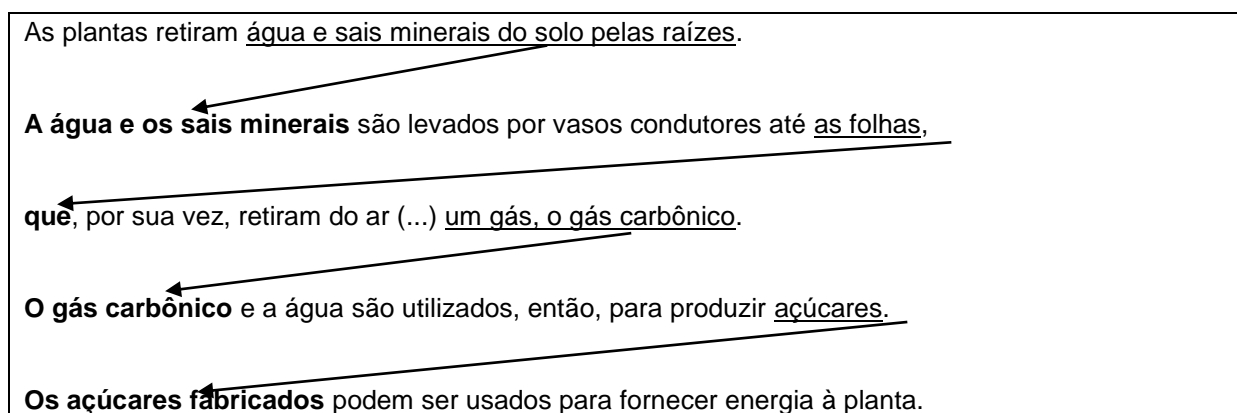 As plantas retiram água e sais minerais do solo pelas raízes.
A água e os sais minerais são levados por vasos condutores até as folhas,
que, por sua vez, retiram do ar (...) um gás, o gás carbônico.
O gás carbônico e a água são utilizados, então, para produzir açúcares.
Os açúcares fabricados podem ser usados para fornecer energia à planta.